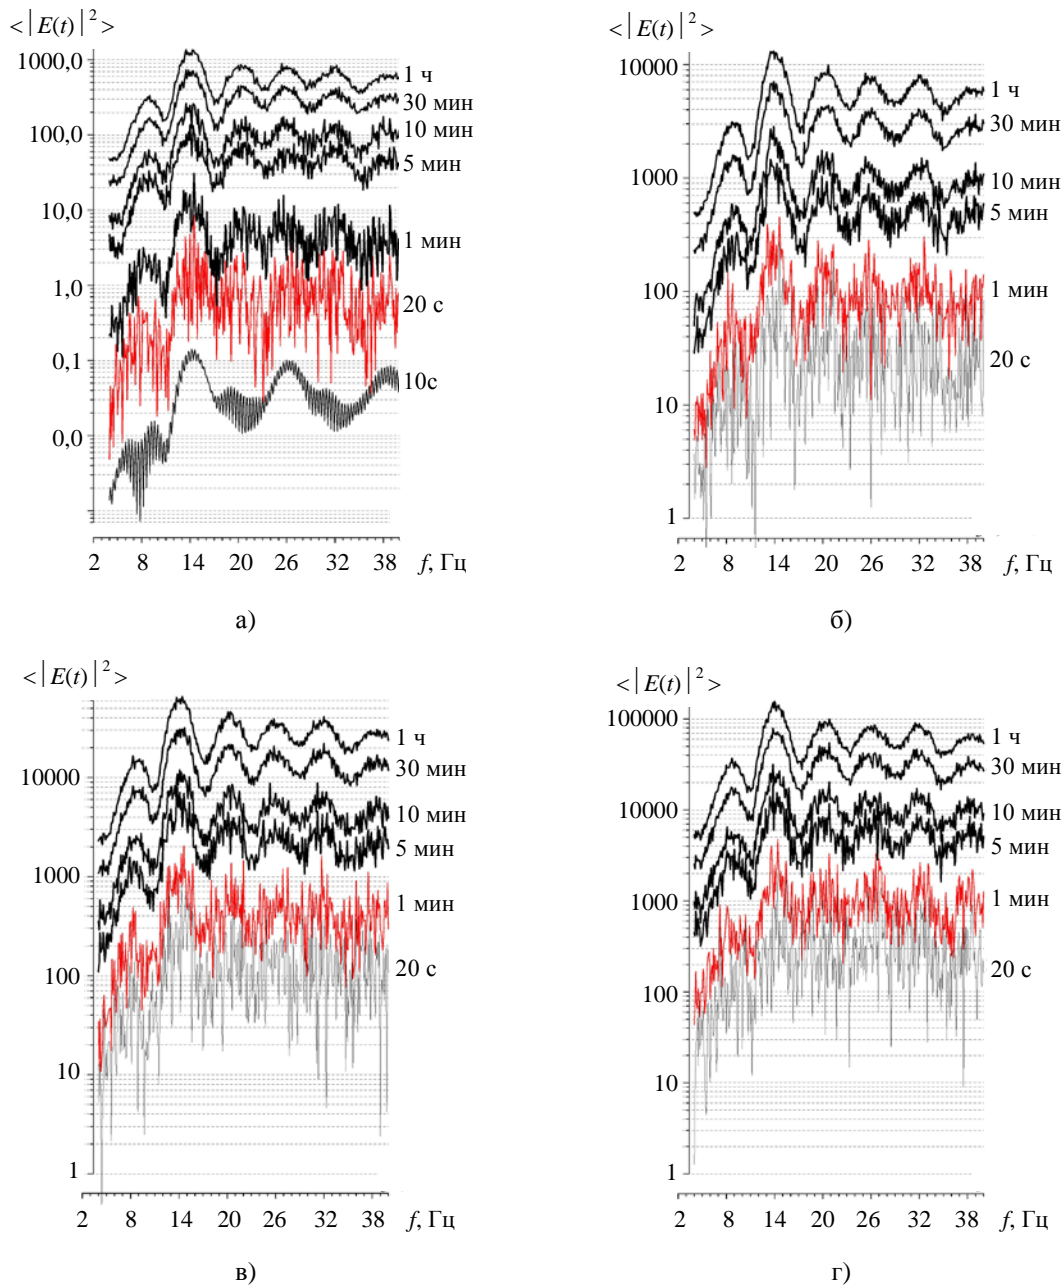 < | E(t) | 2 >
1000,0
100,0
10,0
1,0
0,1
0,0
1 ч
30 мин
10 мин
5 мин
1 мин
20 с
10с
2 8 14 20 26 32 38 f, Гц
а)
< | E(t) | 2 >
10000
1000
100
10
1
1 ч
30 мин
10 мин
5 мин
1 мин
20 с
2 8 14 20 26 32 38 f, Гц
б)
< | E(t) | 2 >
10000
1000
100
10
1
1 ч
30 мин
10 мин
5 мин
1 мин
20 с
2 8 14 20 26 32 38 f, Гц
в)
< | E(t) | 2 >
100000
10000
1000
100
10
1
1 ч
30 мин
10 мин
5 мин
1 мин
20 с
2 8 14 20 26 32 38 f, Гц
г)